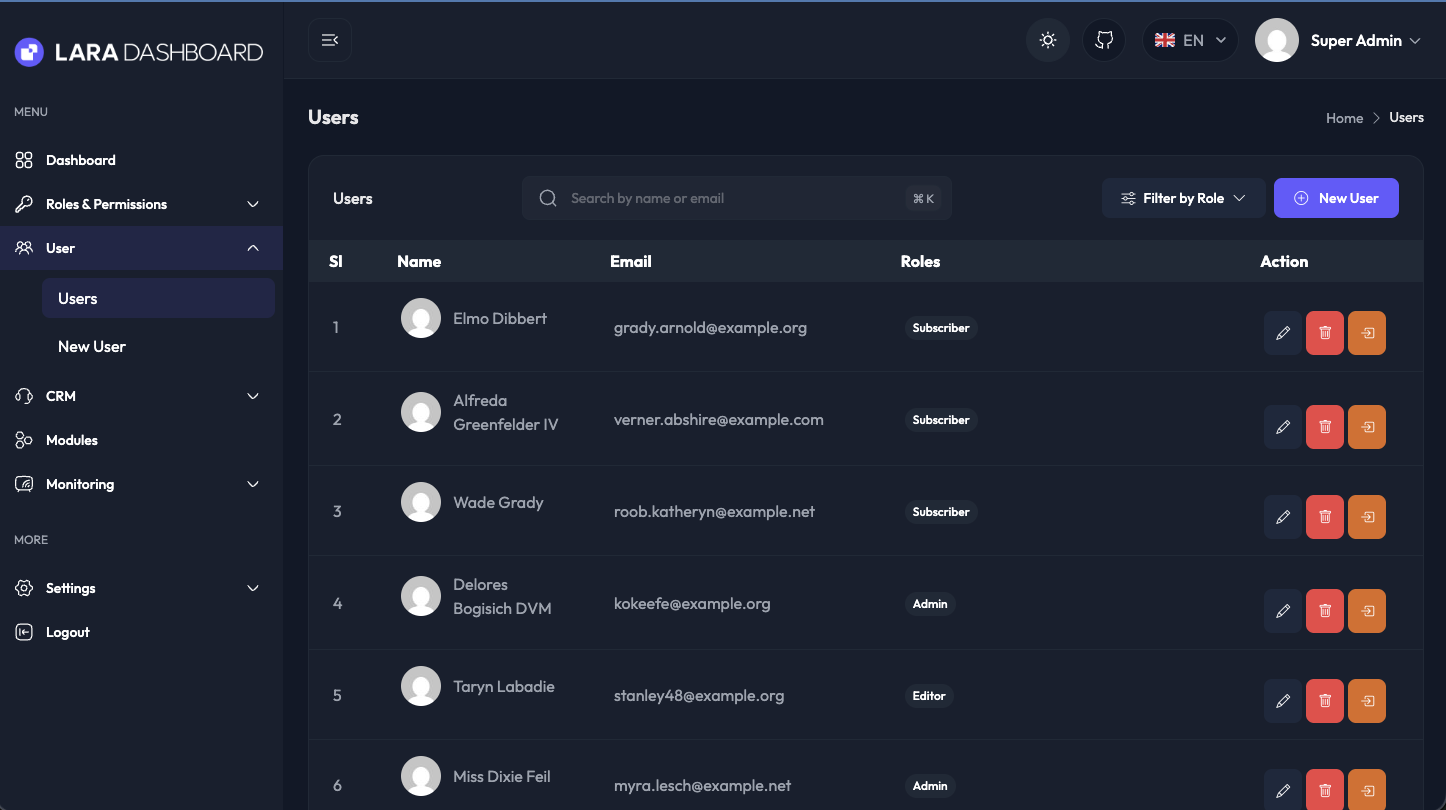 LARA DASHBOARD
EN
Super Admin
MENU
Dashboard
Roles & Permissions
User
Users
New User
CRM
Modules
Monitoring
MORE
Settings
Logout
Users
Home > Users
Users
Search by name or email
⌘ K
Filter by Role
New User
Sl Name Email Roles Action
1 Elmo Dibbert grady.arnold@example.org Subscriber
2 Alfreda
Greenfelder IV verner.abshire@example.com Subscriber
3 Wade Grady roob.katheryn@example.net Subscriber
4 Delores
Bogisich DVM kokeefe@example.org Admin
5 Taryn Labadie stanley48@example.org Editor
6 Miss Dixie Feil myra.lesch@example.net Admin